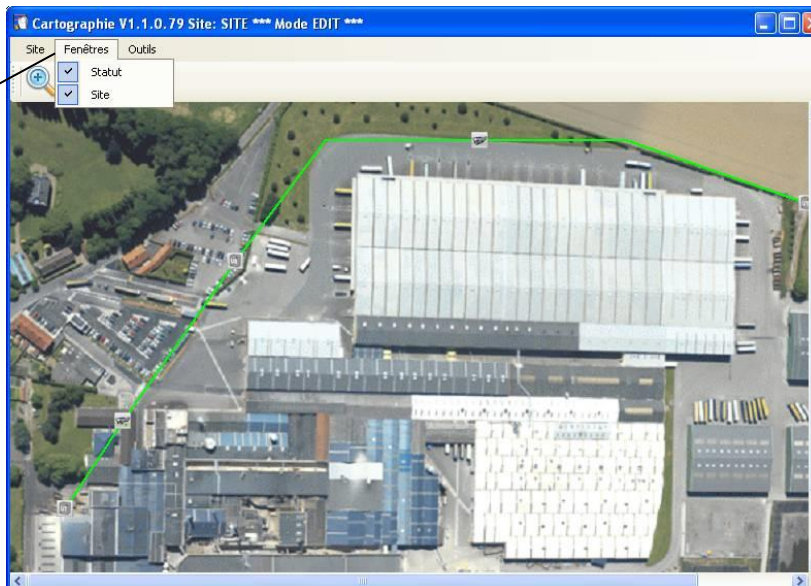 Cartographie V1.1.0.79 Site: SITE *** Mode EDIT ***
Site Fenêtres Outils
Statut
Site